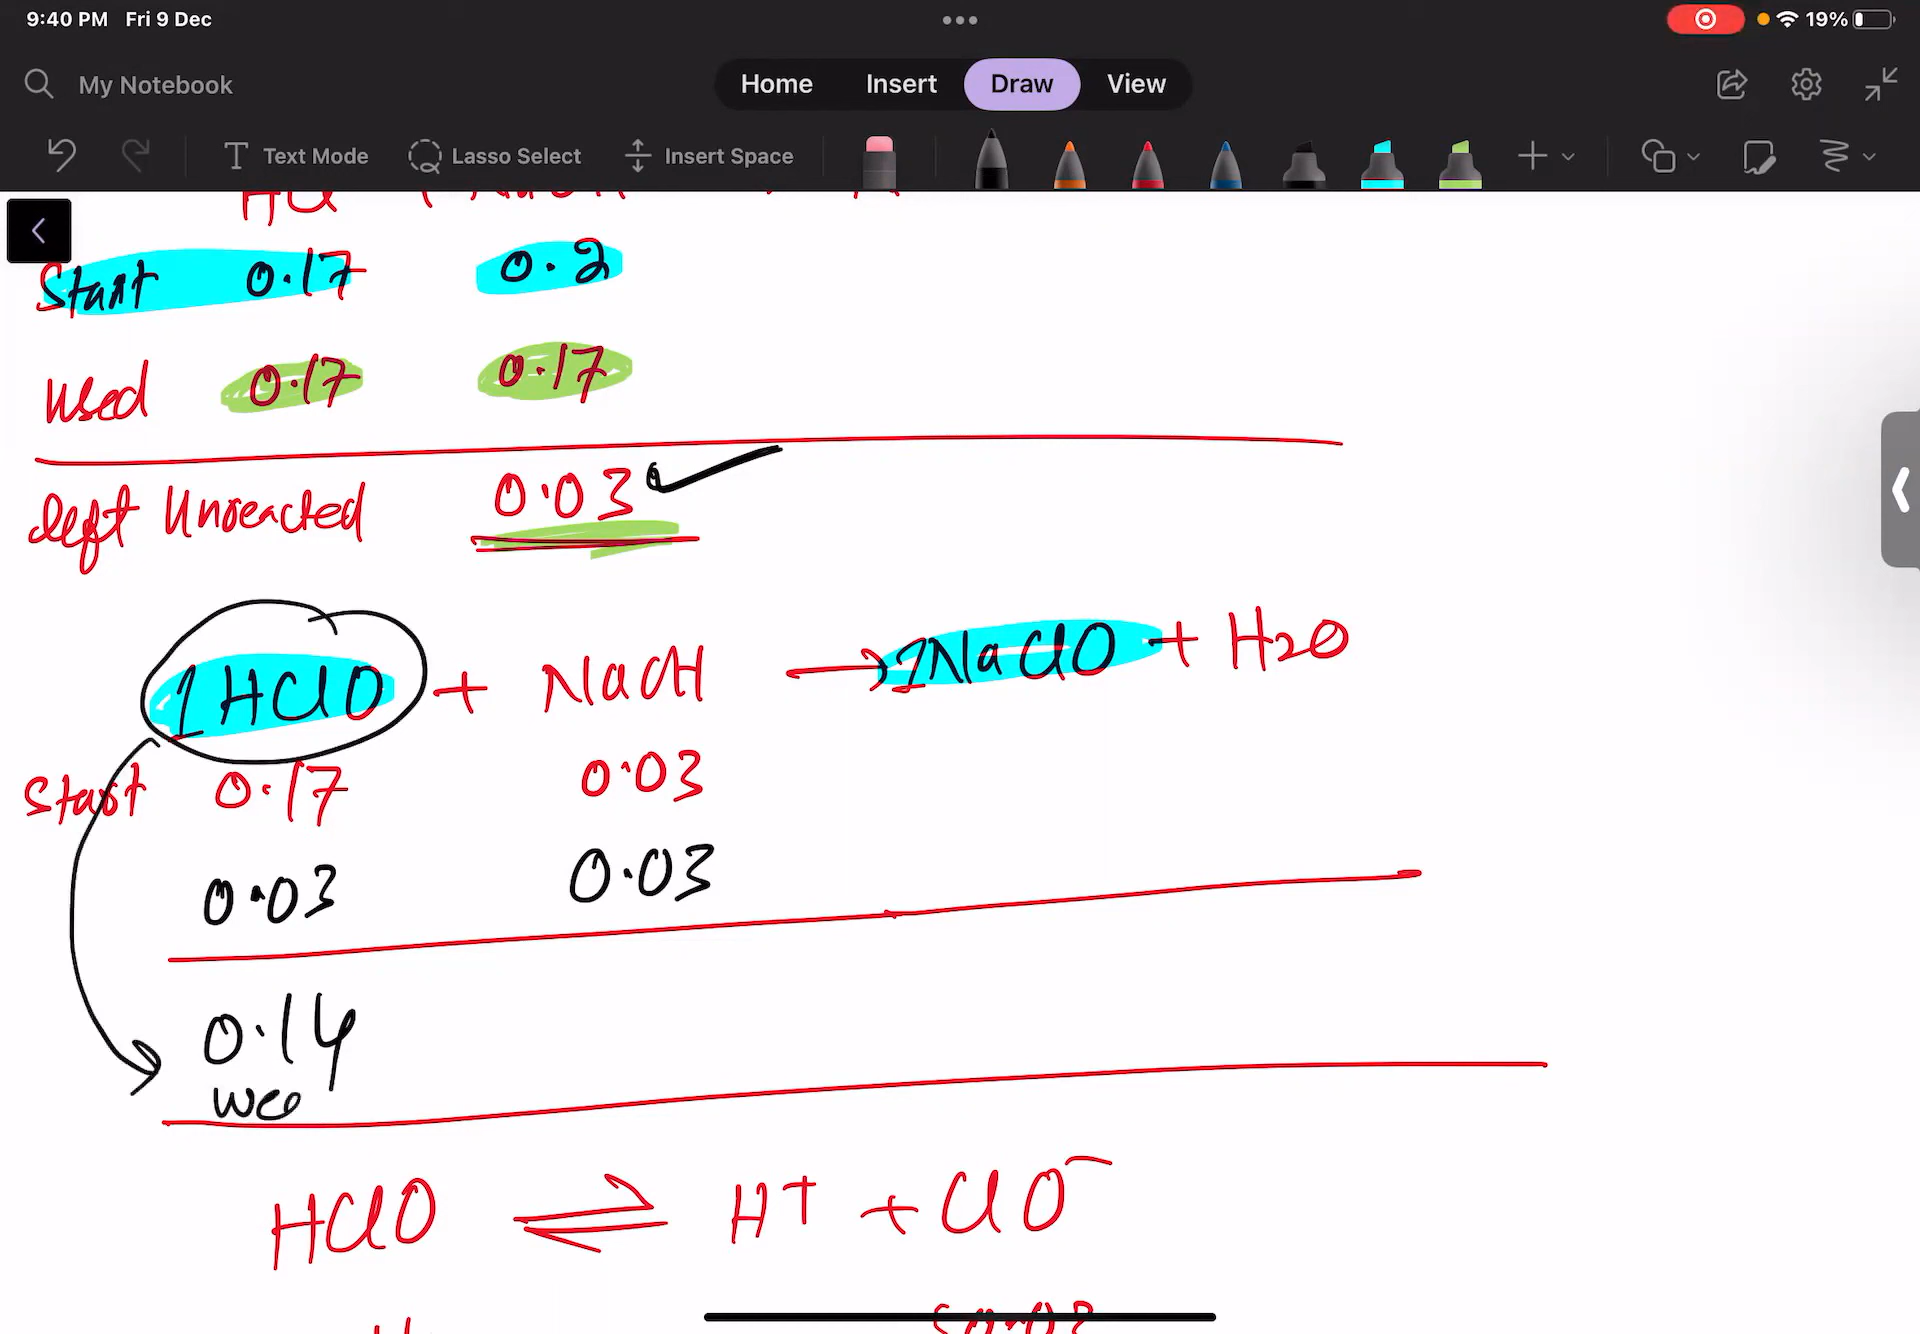 9:40 PM Fri 9 Dec
19%
My Notebook
Home Insert Draw View
Text Mode Lasso Select Insert Space
Start 0.17 0.2
Used 0.17 0.17
left Unreacted 0.03
1HClO + NaOH → 1NaClO + H2O
Start 0.17 0.03
0.03 0.03
0.14
HClO ⇌ H+ + ClO⁻